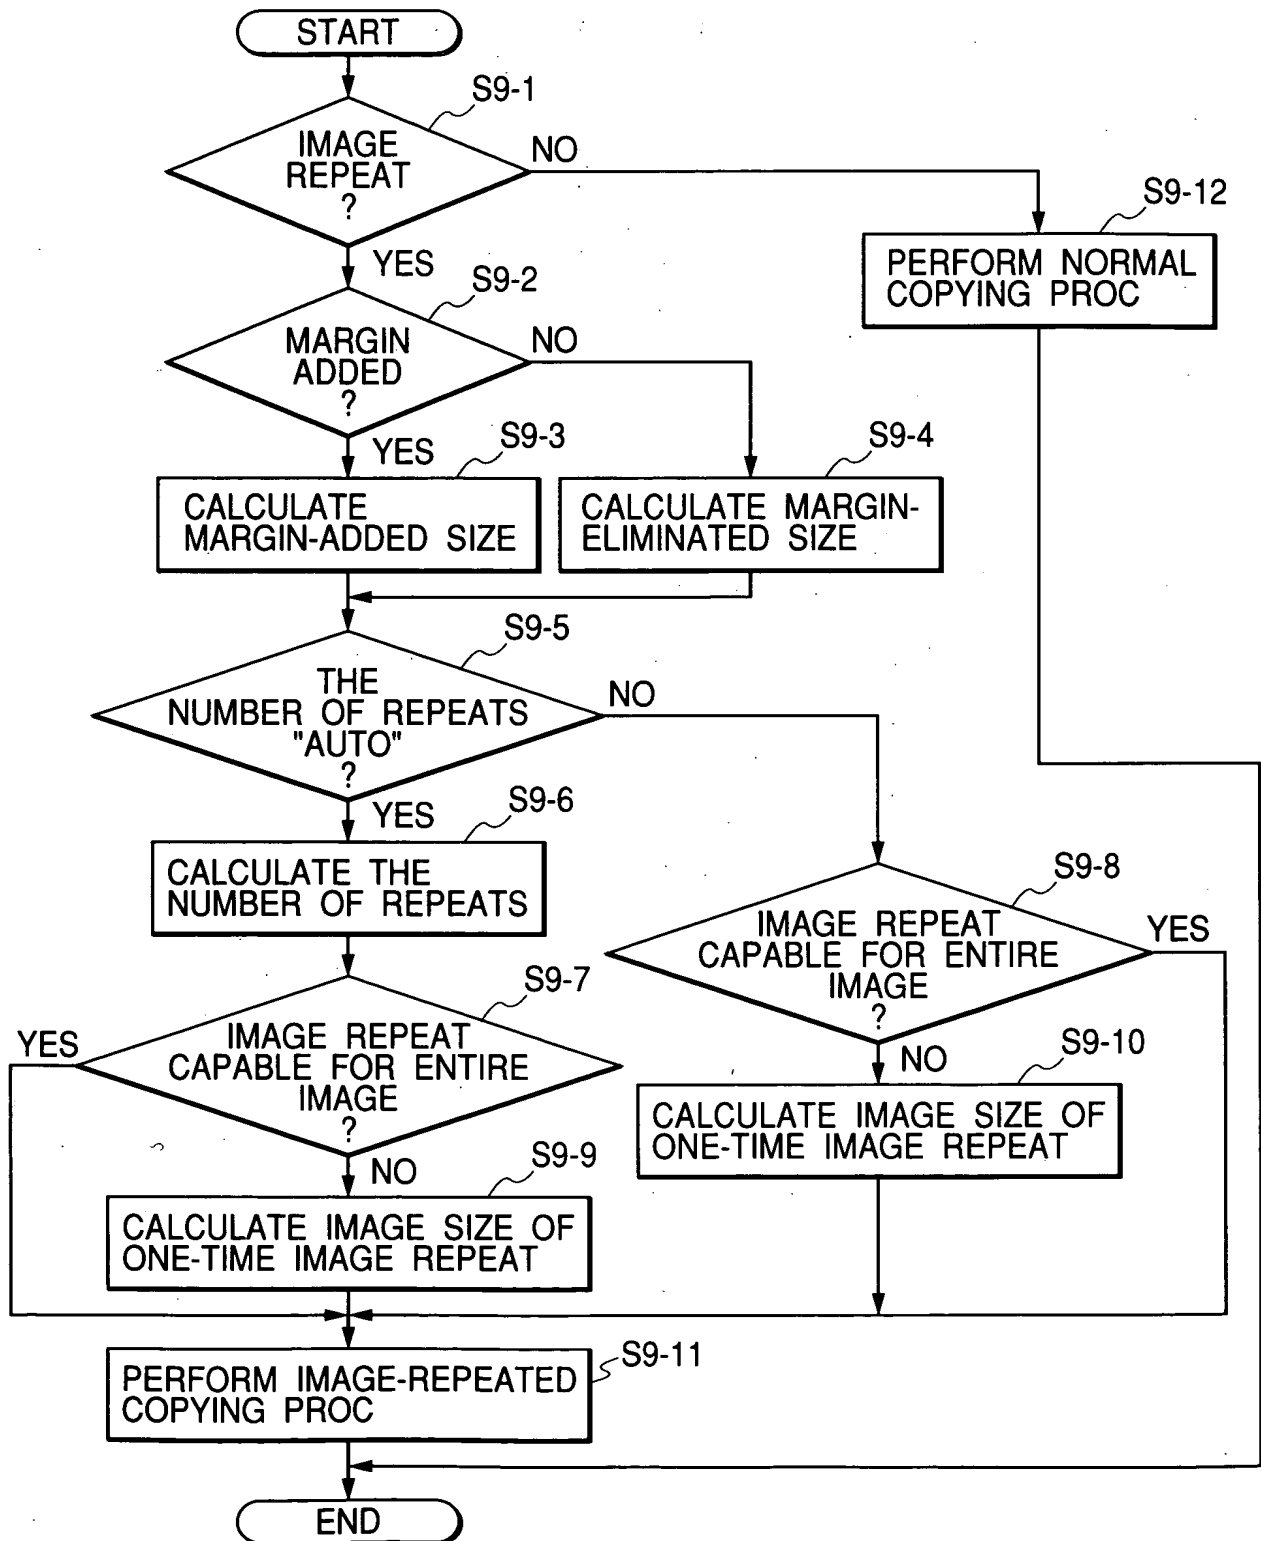 START
S9-1
IMAGE
REPEAT
?
NO
YES
S9-12
PERFORM NORMAL
COPYING PROC
S9-2
MARGIN
ADDED
?
NO
YES
S9-3
CALCULATE
MARGIN-ADDED SIZE
S9-4
CALCULATE MARGIN-
ELIMINATED SIZE
S9-5
THE
NUMBER OF REPEATS
"AUTO"
?
NO
YES
S9-6
CALCULATE THE
NUMBER OF REPEATS
S9-7
IMAGE REPEAT
CAPABLE FOR ENTIRE
IMAGE
?
YES
NO
S9-8
IMAGE REPEAT
CAPABLE FOR ENTIRE
IMAGE
?
YES
NO
S9-10
CALCULATE IMAGE SIZE OF
ONE-TIME IMAGE REPEAT
S9-9
CALCULATE IMAGE SIZE OF
ONE-TIME IMAGE REPEAT
S9-11
PERFORM IMAGE-REPEATED
COPYING PROC
END